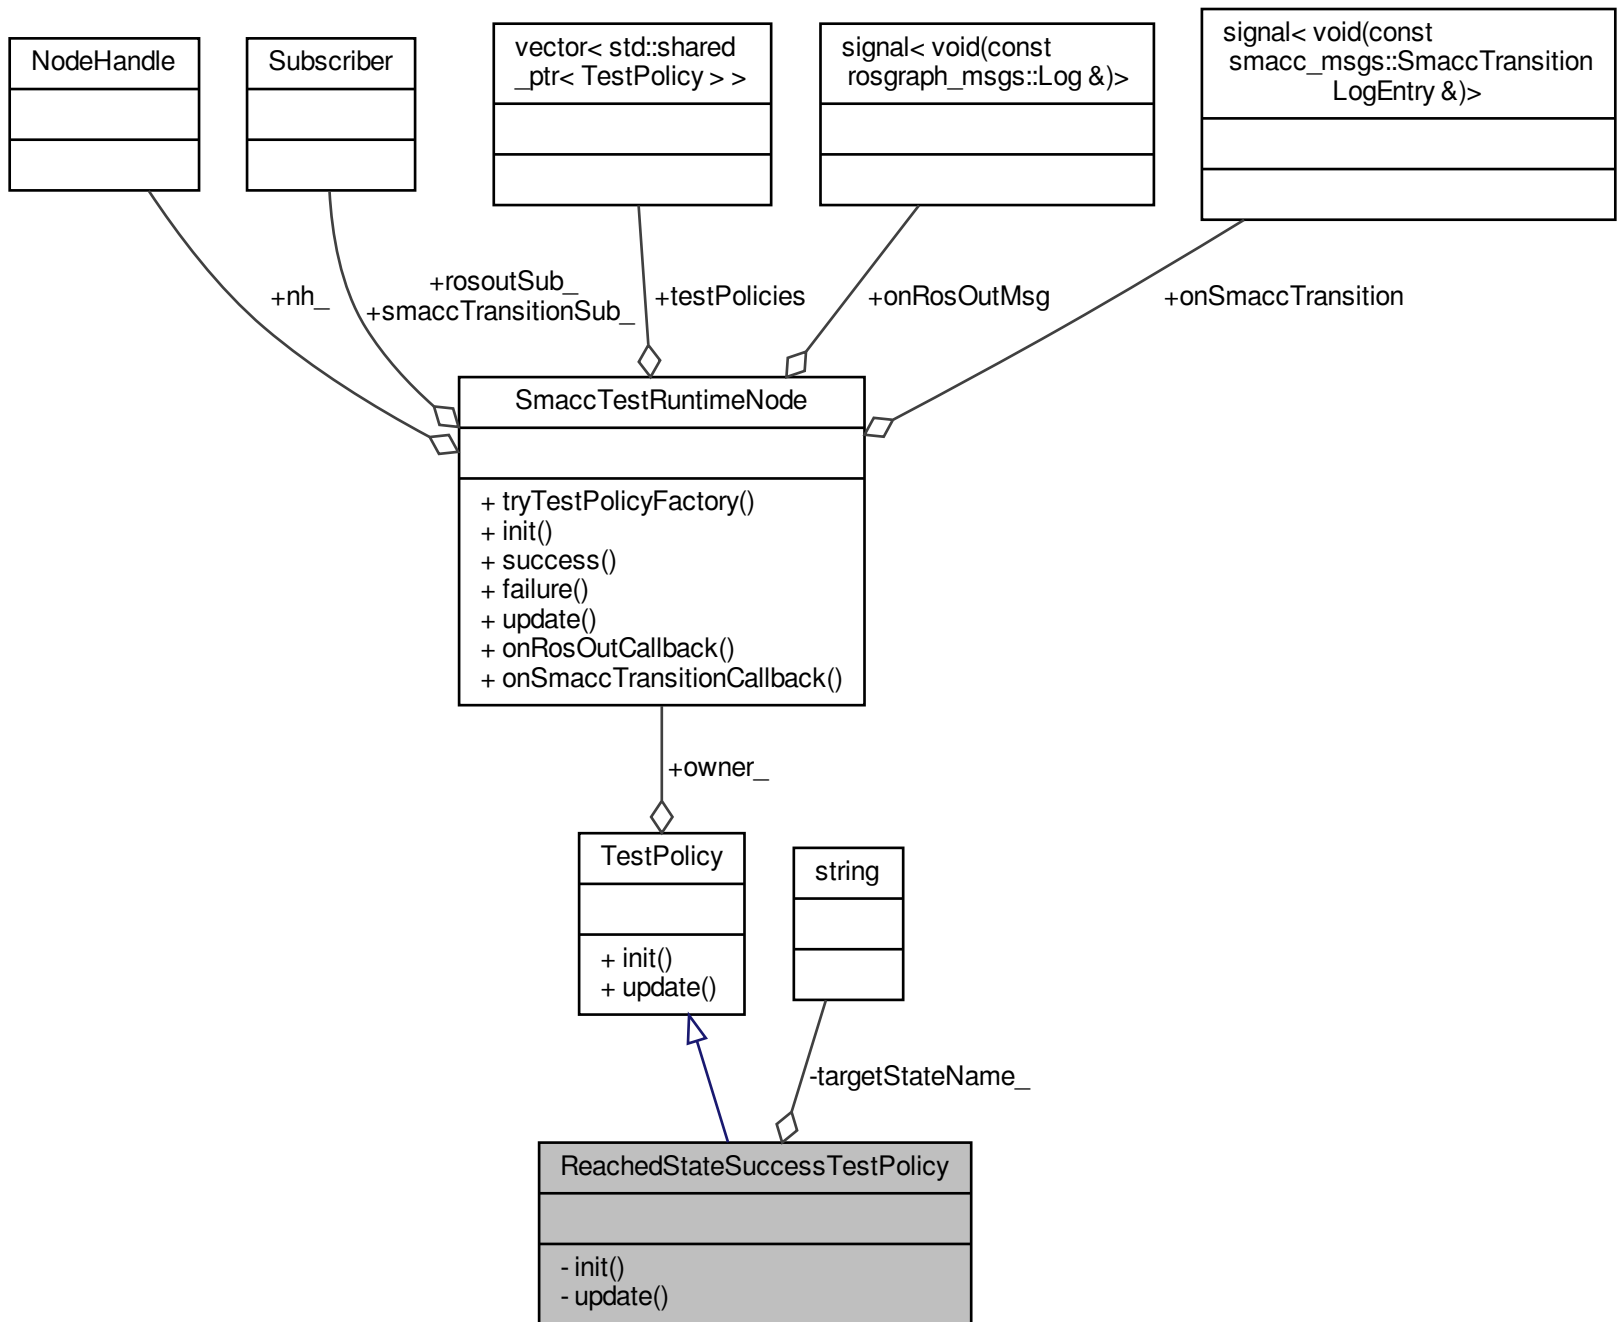 NodeHandle
Subscriber
vector< std::shared
_ptr< TestPolicy > >
signal< void(const
rosgraph_msgs::Log &)>
signal< void(const
smacc_msgs::SmaccTransition
LogEntry &)>
+nh_
+rosoutSub_
+smaccTransitionSub_
+testPolicies
+onRosOutMsg
+onSmaccTransition
SmaccTestRuntimeNode
+ tryTestPolicyFactory()
+ init()
+ success()
+ failure()
+ update()
+ onRosOutCallback()
+ onSmaccTransitionCallback()
+owner_
TestPolicy
+ init()
+ update()
string
-targetStateName_
ReachedStateSuccessTestPolicy
- init()
- update()